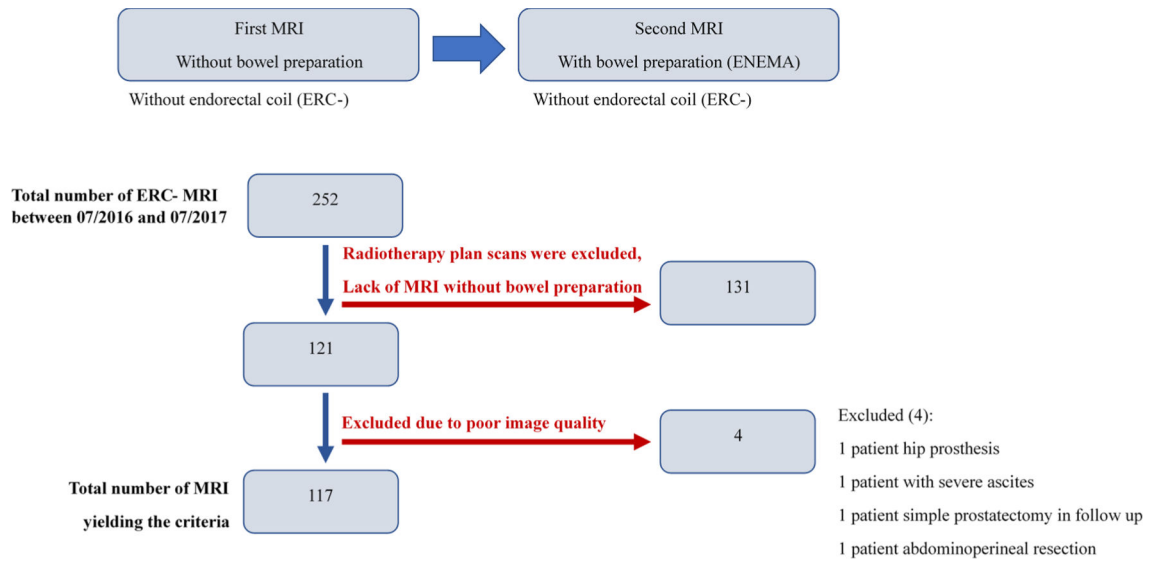 First MRI
Without bowel preparation
Second MRI
With bowel preparation (ENEMA)
Without endorectal coil (ERC-)
Without endorectal coil (ERC-)
Total number of ERC- MRI
between 07/2016 and 07/2017
252
Radiotherapy plan scans were excluded,
Lack of MRI without bowel preparation
131
121
Excluded due to poor image quality
4
Excluded (4):
1 patient hip prosthesis
1 patient with severe ascites
1 patient simple prostatectomy in follow up
1 patient abdominoperineal resection
Total number of MRI
yielding the criteria
117